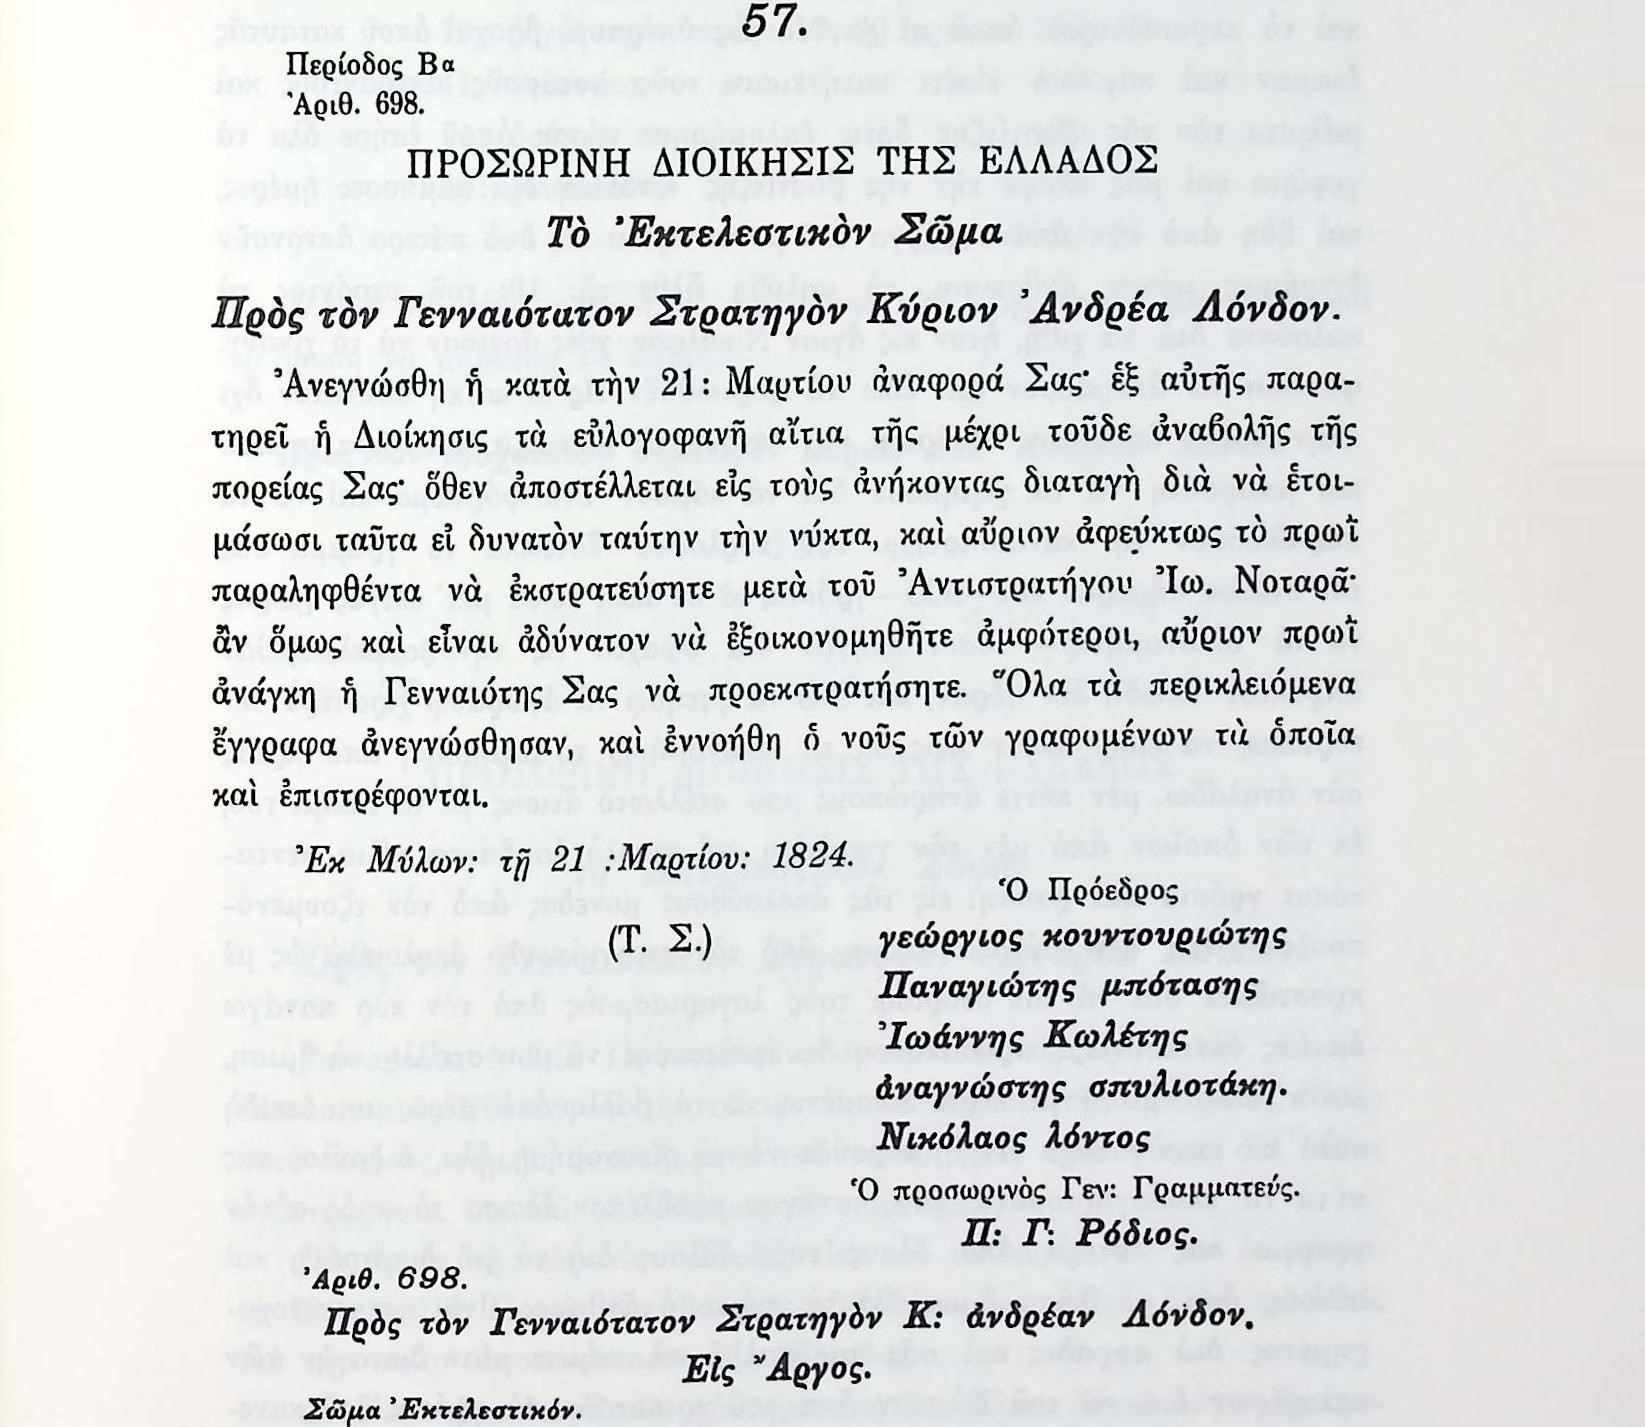 57.
Περίοδος Βα
Ἀριθ. 698.
ΠΡΟΣΩΡΙΝΗ ΔΙΟΙΚΗΣΙΣ ΤΗΣ ΕΛΛΑΔΟΣ
Τὸ Ἐκτελεστικὸν Σῶμα
Πρὸς τὸν Γενναιότατον Στρατηγὸν Κύριον Ἀνδρέα Λόνδον.
Ἀνεγνώσθη ἡ κατὰ τὴν 21: Μαρτίου ἀναφορά Σας· ἐξ αὐτῆς παρα-
τηρεῖ ἡ Διοίκησις τὰ εὐλογοφανῆ αἴτια τῆς μέχρι τοῦδε ἀναβολῆς τῆς
πορείας Σας· ὅθεν ἀποστέλλεται εἰς τοὺς ἀνήκοντας διαταγὴ διὰ νὰ ἑτοι-
μάσωσι ταῦτα εἰ δυνατὸν ταύτην τὴν νύκτα, καὶ αὔριον ἀφεύκτως τὸ πρωῒ
παραληφθέντα νὰ ἐκστρατεύσητε μετὰ τοῦ Ἀντιστρατήγου Ἰω. Νοταρᾶ·
ἂν ὅμως καὶ εἶναι ἀδύνατον νὰ ἐξοικονομηθῆτε ἀμφότεροι, αὔριον πρωῒ
ἀνάγκη ἡ Γενναιότης Σας νὰ προεκστρατήσητε. Ὅλα τὰ περικλειόμενα
ἔγγραφα ἀνεγνώσθησαν, καὶ ἐννοήθη ὁ νοῦς τῶν γραφομένων τὰ ὁποῖα
καὶ ἐπιστρέφονται.
Ἐκ Μύλων: τῇ 21 :Μαρτίου: 1824.
Ὁ Πρόεδρος
(Τ. Σ.) γεώργιος κουντουριώτης
Παναγιώτης μπότασης
Ἰωάννης Κωλέτης
ἀναγνώστης σπυλιοτάκη.
Νικόλαος λόντος
Ὁ προσωρινὸς Γεν: Γραμματεύς.
Π: Γ: Ρόδιος.
Ἀριθ. 698.
Πρὸς τὸν Γενναιότατον Στρατηγὸν Κ: ἀνδρέαν Λόνδον.
Εἰς Ἄργος.
Σῶμα Ἐκτελεστικόν.